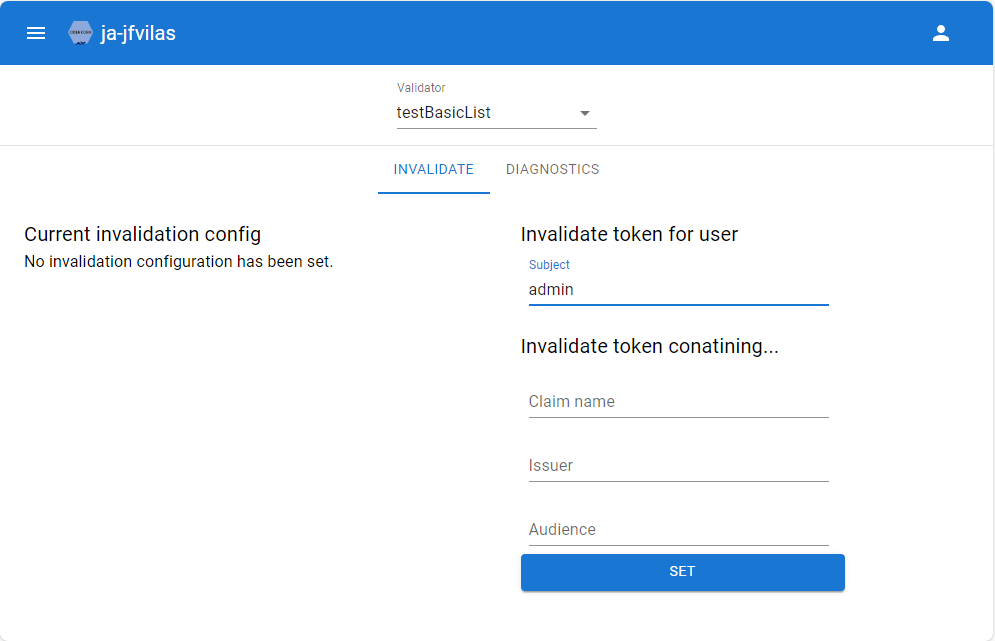 ja-jfvilas
Validator
testBasicList
INVALIDATE
DIAGNOSTICS
Current invalidation config
No invalidation configuration has been set.
Invalidate token for user
Subject
admin
Invalidate token conatining...
Claim name
Issuer
Audience
SET